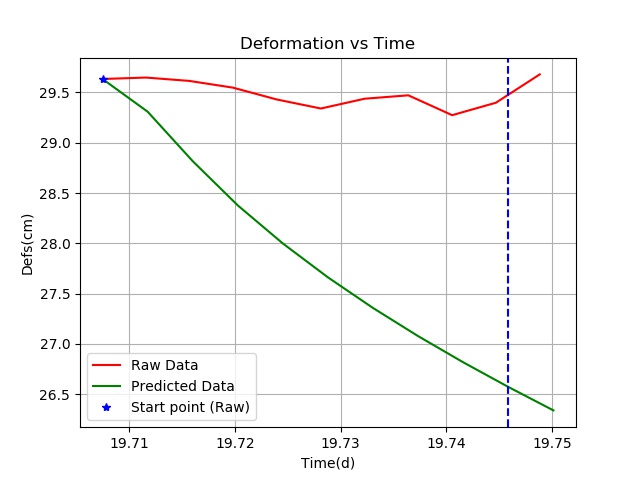 Deformation vs Time
Defs(cm)
29.5
29.0
28.5
28.0
27.5
27.0
26.5
Raw Data
Predicted Data
Start point (Raw)
19.71 19.72 19.73 19.74 19.75
Time(d)